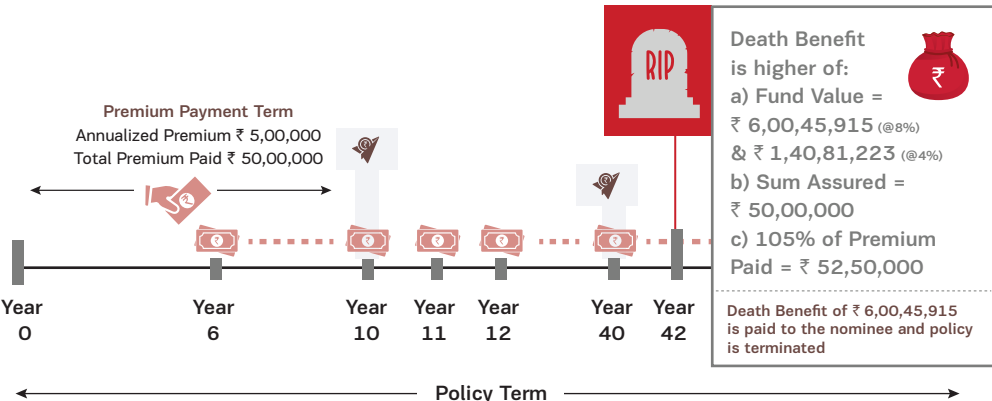 Premium Payment Term
Annualized Premium ₹ 5,00,000
Total Premium Paid ₹ 50,00,000
RIP
Death Benefit
is higher of:
a) Fund Value =
₹ 6,00,45,915 (@8%)
& ₹ 1,40,81,223 (@4%)
b) Sum Assured =
₹ 50,00,000
c) 105% of Premium
Paid = ₹ 52,50,000
₹
Death Benefit of ₹ 6,00,45,915
is paid to the nominee and policy
is terminated
₹
₹
₹
₹
₹
₹
Year
0
Year
6
Year
10
Year
11
Year
12
Year
40
Year
42
Policy Term